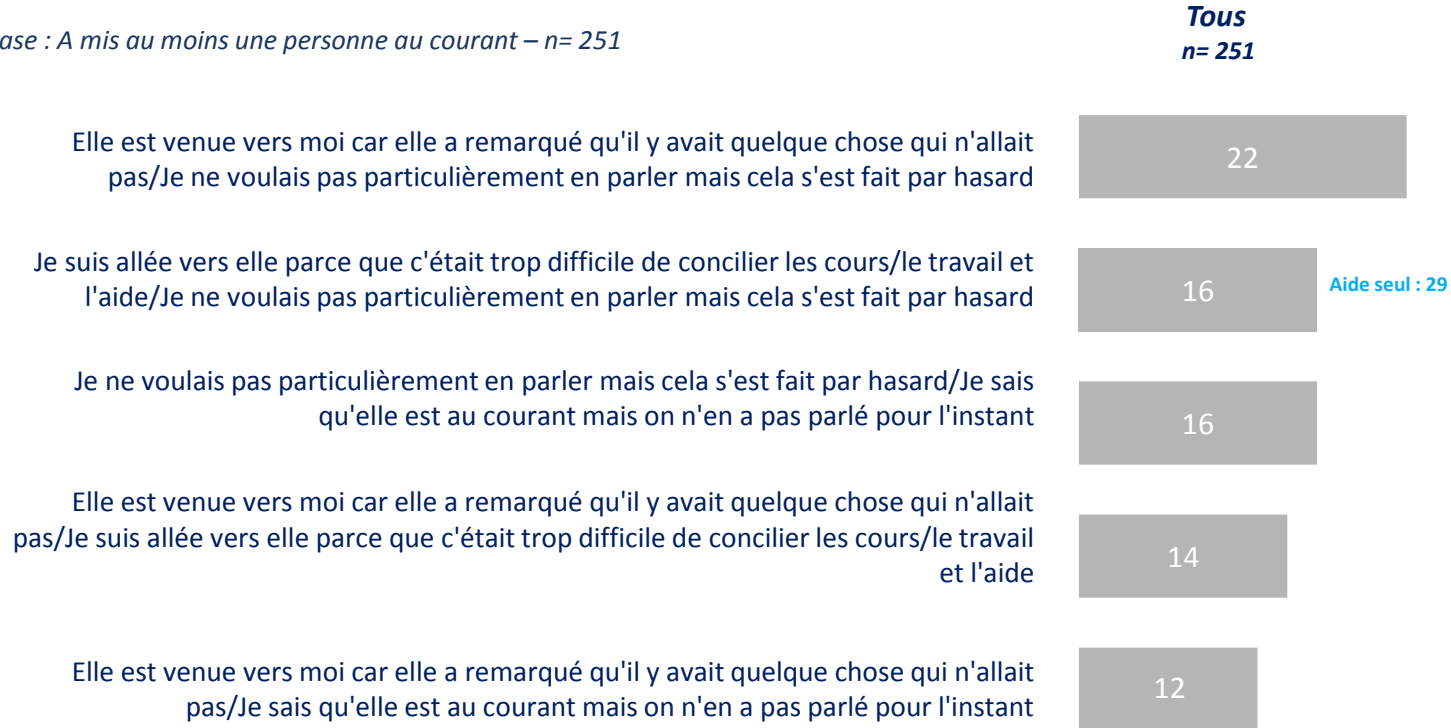 Tous
ase : A mis au moins une personne au courant – n= 251
n= 251
Elle est venue vers moi car elle a remarqué qu'il y avait quelque chose qui n'allait
pas/Je ne voulais pas particulièrement en parler mais cela s'est fait par hasard
22
Je suis allée vers elle parce que c'était trop difficile de concilier les cours/le travail et
l'aide/Je ne voulais pas particulièrement en parler mais cela s'est fait par hasard
16
Aide seul : 29
Je ne voulais pas particulièrement en parler mais cela s'est fait par hasard/Je sais
qu'elle est au courant mais on n'en a pas parlé pour l'instant
16
Elle est venue vers moi car elle a remarqué qu'il y avait quelque chose qui n'allait
pas/Je suis allée vers elle parce que c'était trop difficile de concilier les cours/le travail
et l'aide
14
Elle est venue vers moi car elle a remarqué qu'il y avait quelque chose qui n'allait
pas/Je sais qu'elle est au courant mais on n'en a pas parlé pour l'instant
12